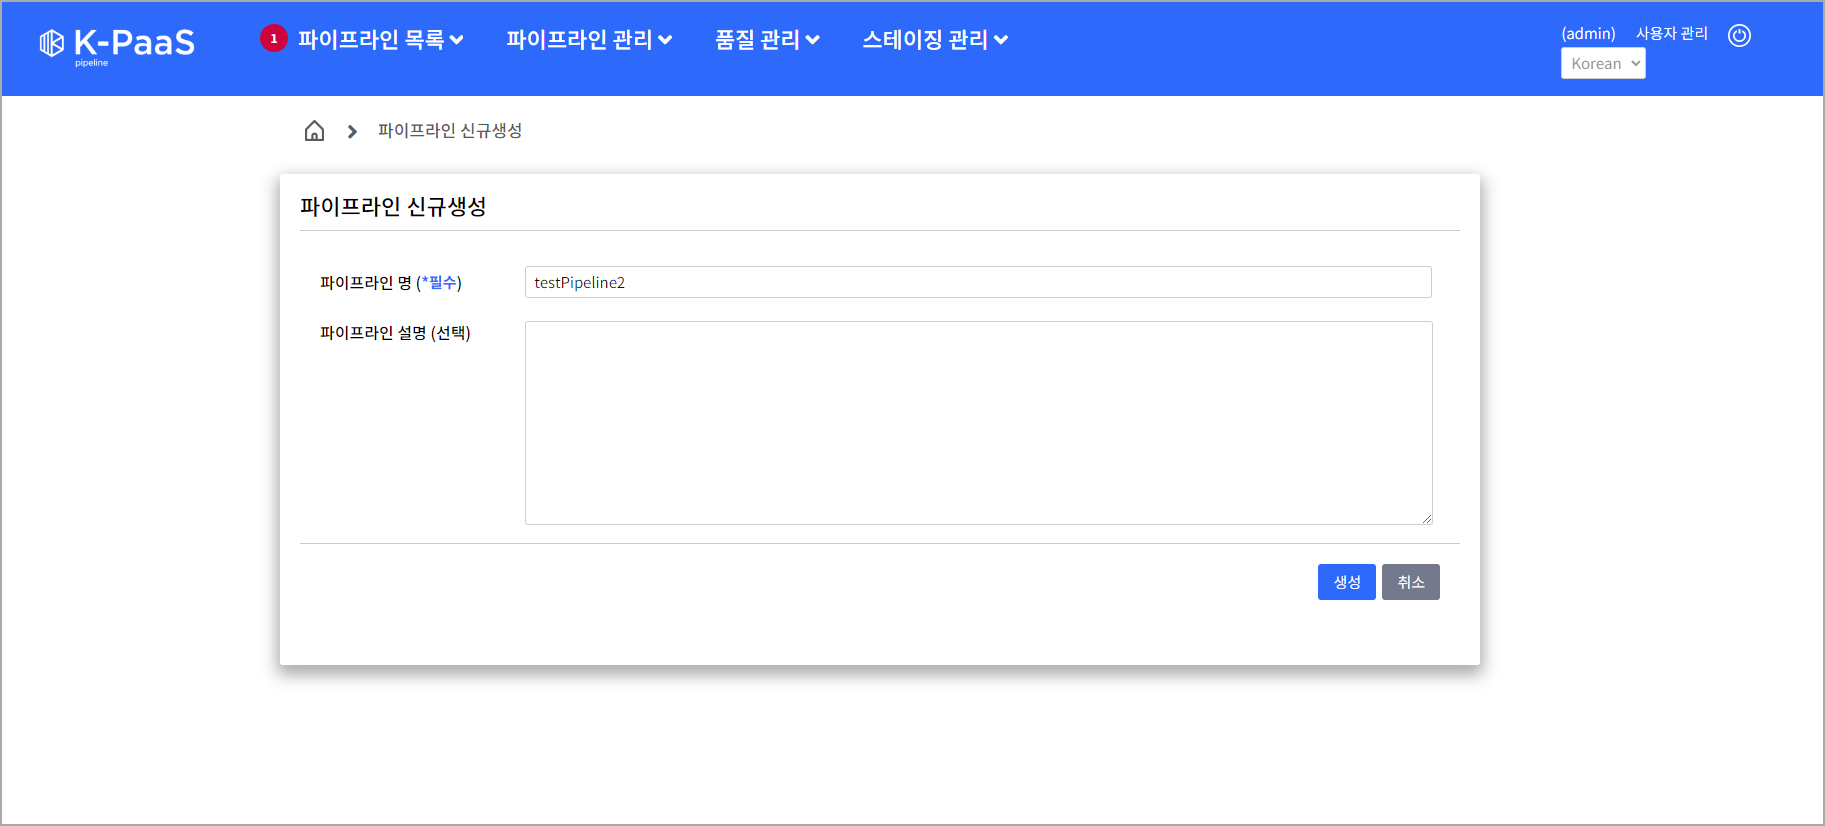 K-PaaS
pipeline
1 파이프라인 목록 파이프라인 관리 품질 관리 스테이징 관리
(admin) 사용자 관리
Korean
파이프라인 신규생성
파이프라인 신규생성
파이프라인 명 (*필수) testPipeline2
파이프라인 설명 (선택)
생성 취소